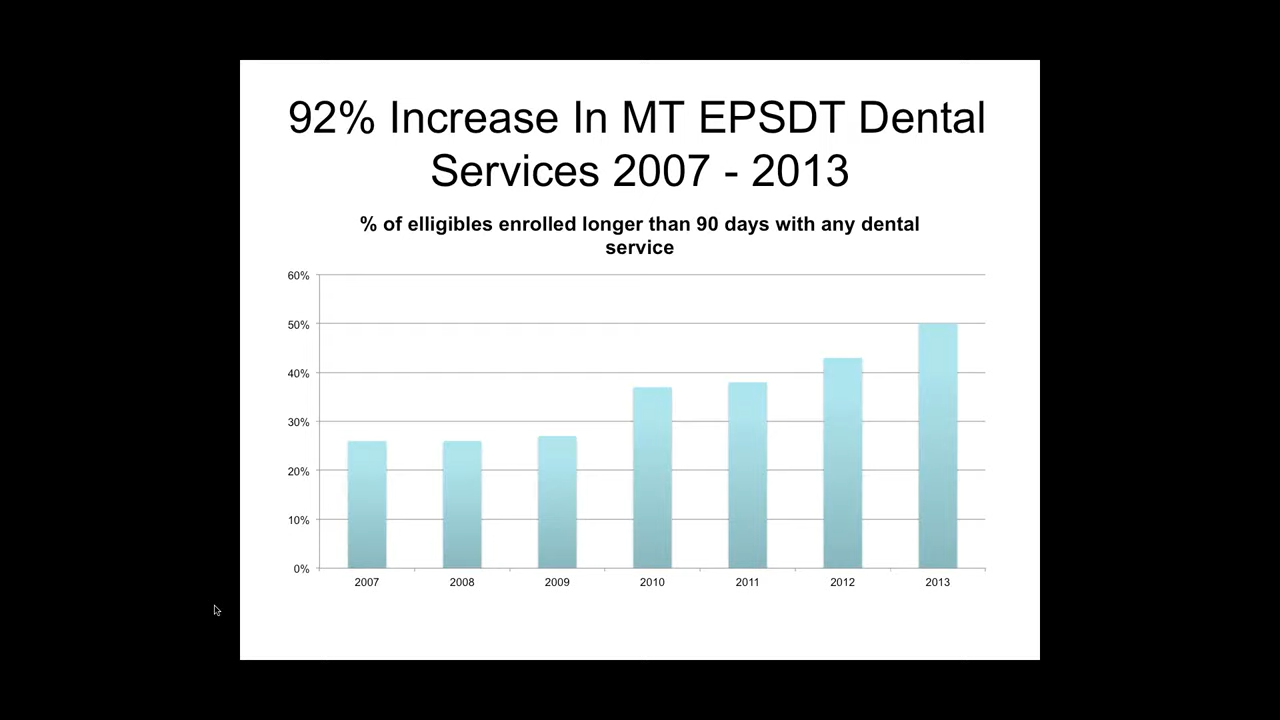 92% Increase In MT EPSDT Dental
Services 2007 - 2013
% of elligibles enrolled longer than 90 days with any dental
service
60%
50%
40%
30%
20%
10%
0%
2007 2008 2009 2010 2011 2012 2013